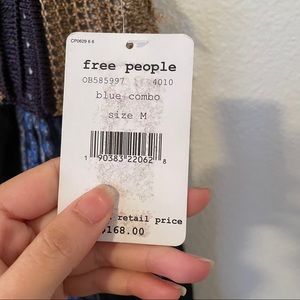 CP0629 6-6
free people
OB585997 4010
blue combo
size M
1 90383 22062 8
retail price
168.00